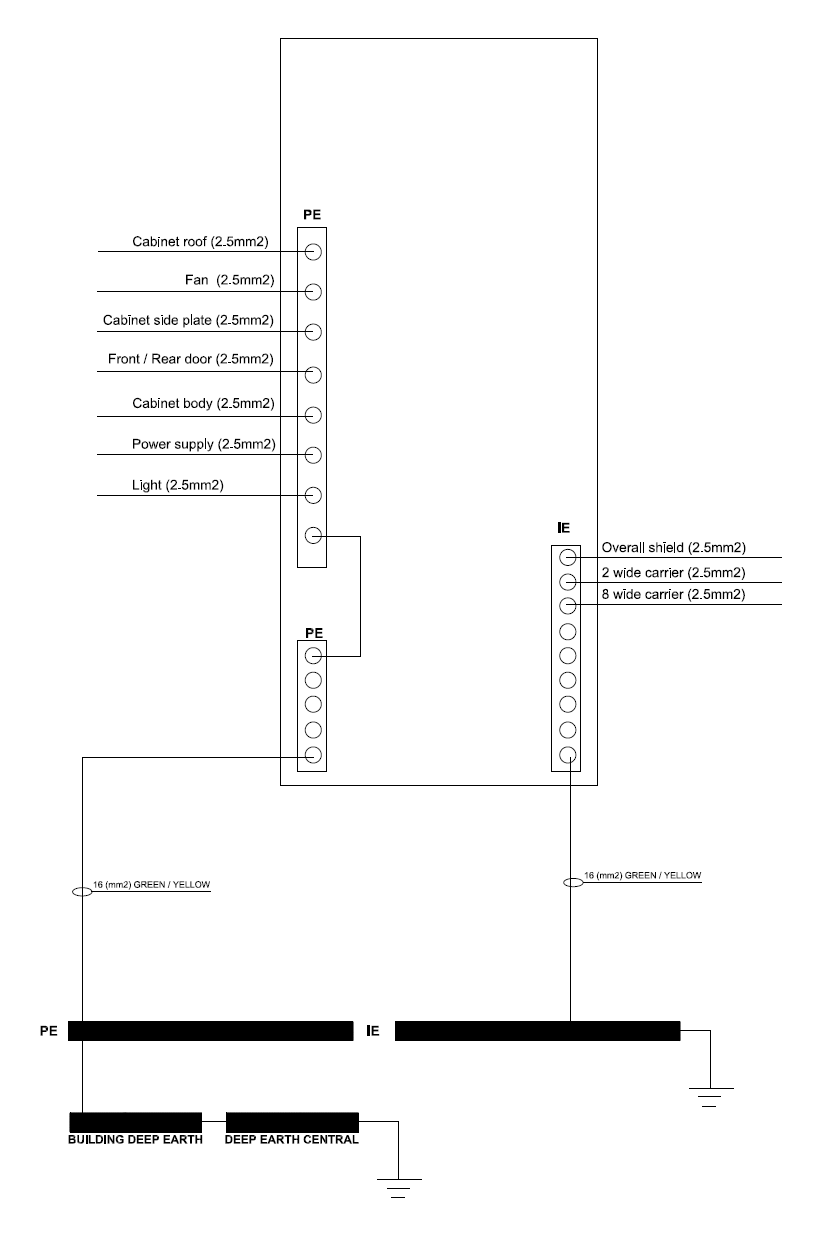 PE
Cabinet roof (2.5mm2)
Fan (2.5mm2)
Cabinet side plate (2.5mm2)
Front / Rear door (2.5mm2)
Cabinet body (2.5mm2)
Power supply (2.5mm2)
Light (2.5mm2)
IE
Overall shield (2.5mm2)
2 wide carrier (2.5mm2)
8 wide carrier (2.5mm2)
PE
16 (mm2) GREEN / YELLOW
16 (mm2) GREEN / YELLOW
PE
IE
BUILDING DEEP EARTH
DEEP EARTH CENTRAL